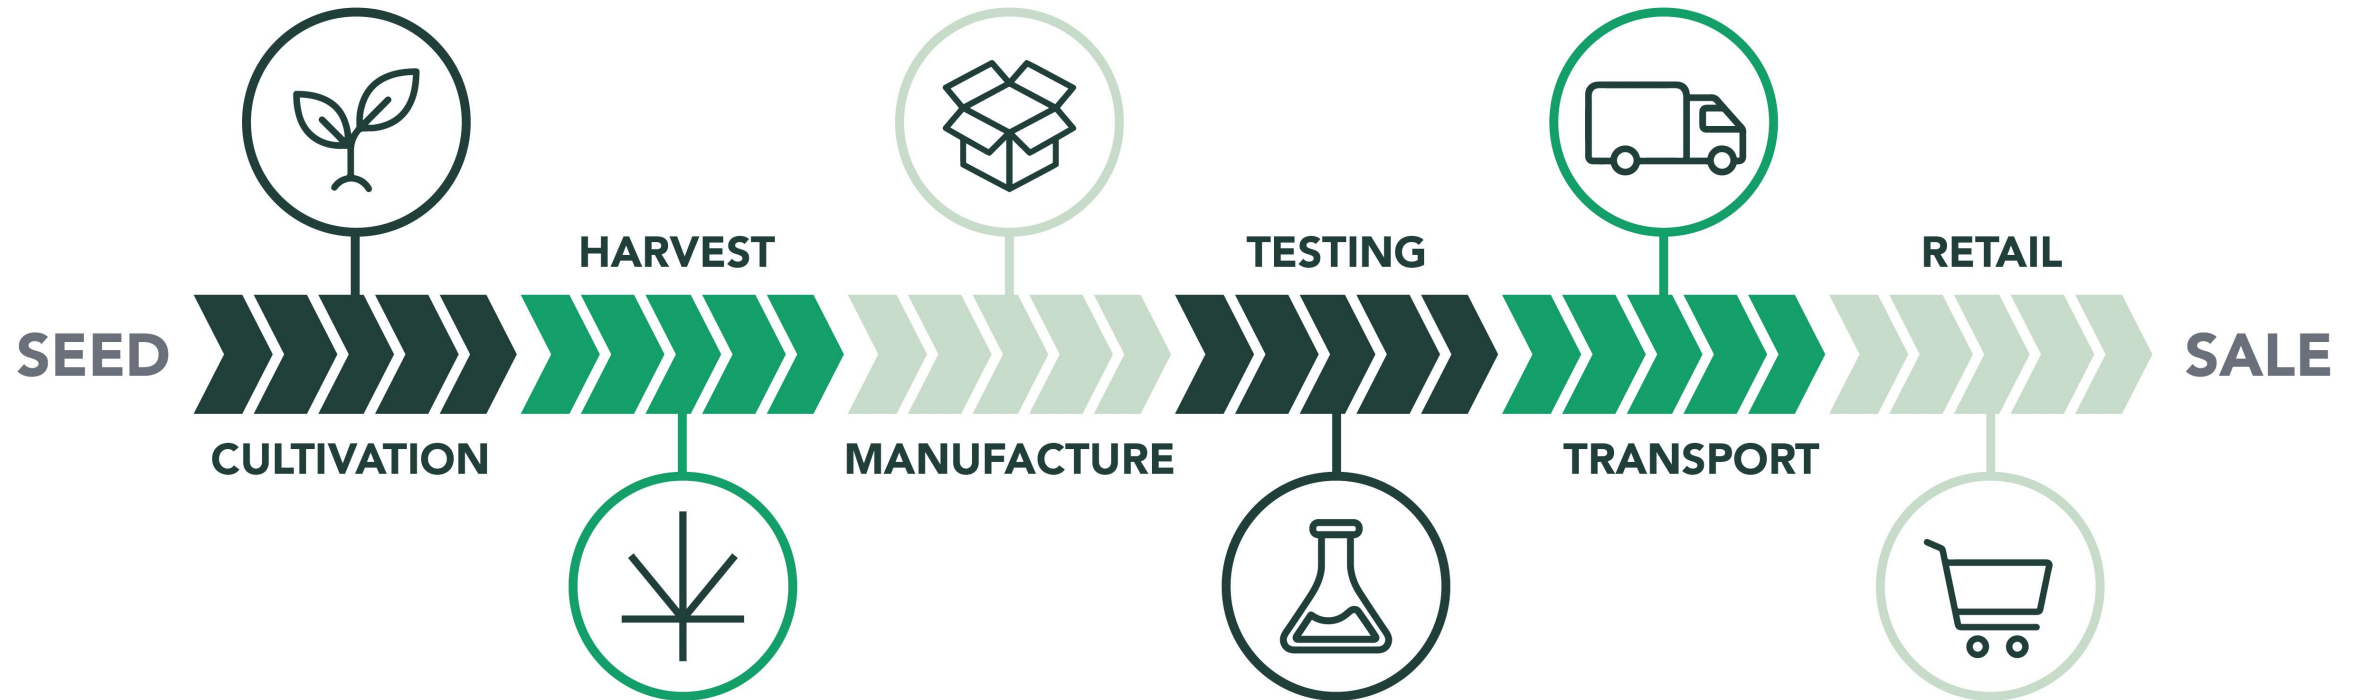 HARVEST
TESTING
RETAIL
SEED
SALE
CULTIVATION
MANUFACTURE
TRANSPORT